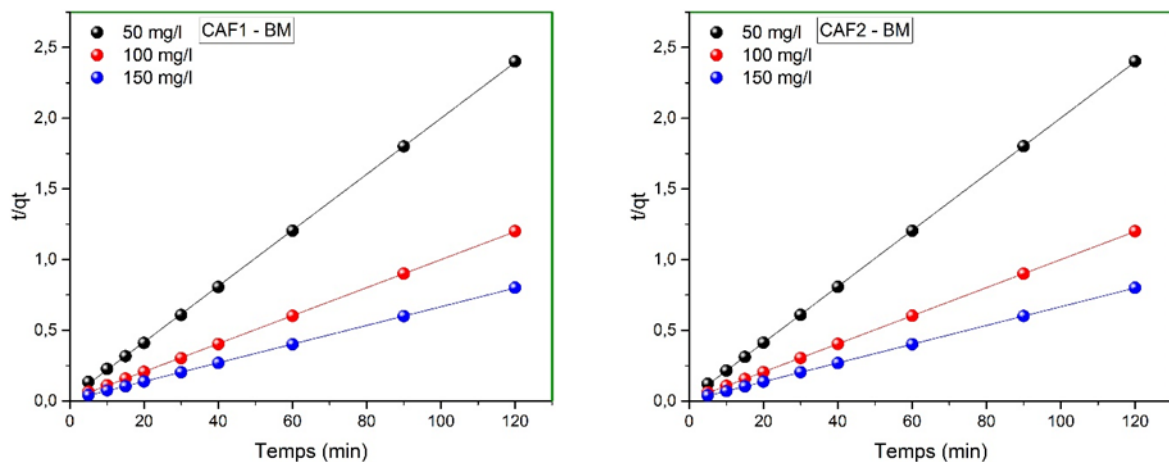 CAF1 - BM
50 mg/l
100 mg/l
150 mg/l
t/qt
2,5
2,0
1,5
1,0
0,5
0,0
0 20 40 60 80 100 120
Temps (min)
CAF2 - BM
50 mg/l
100 mg/l
150 mg/l
t/qt
2,5
2,0
1,5
1,0
0,5
0,0
0 20 40 60 80 100 120
Temps (min)